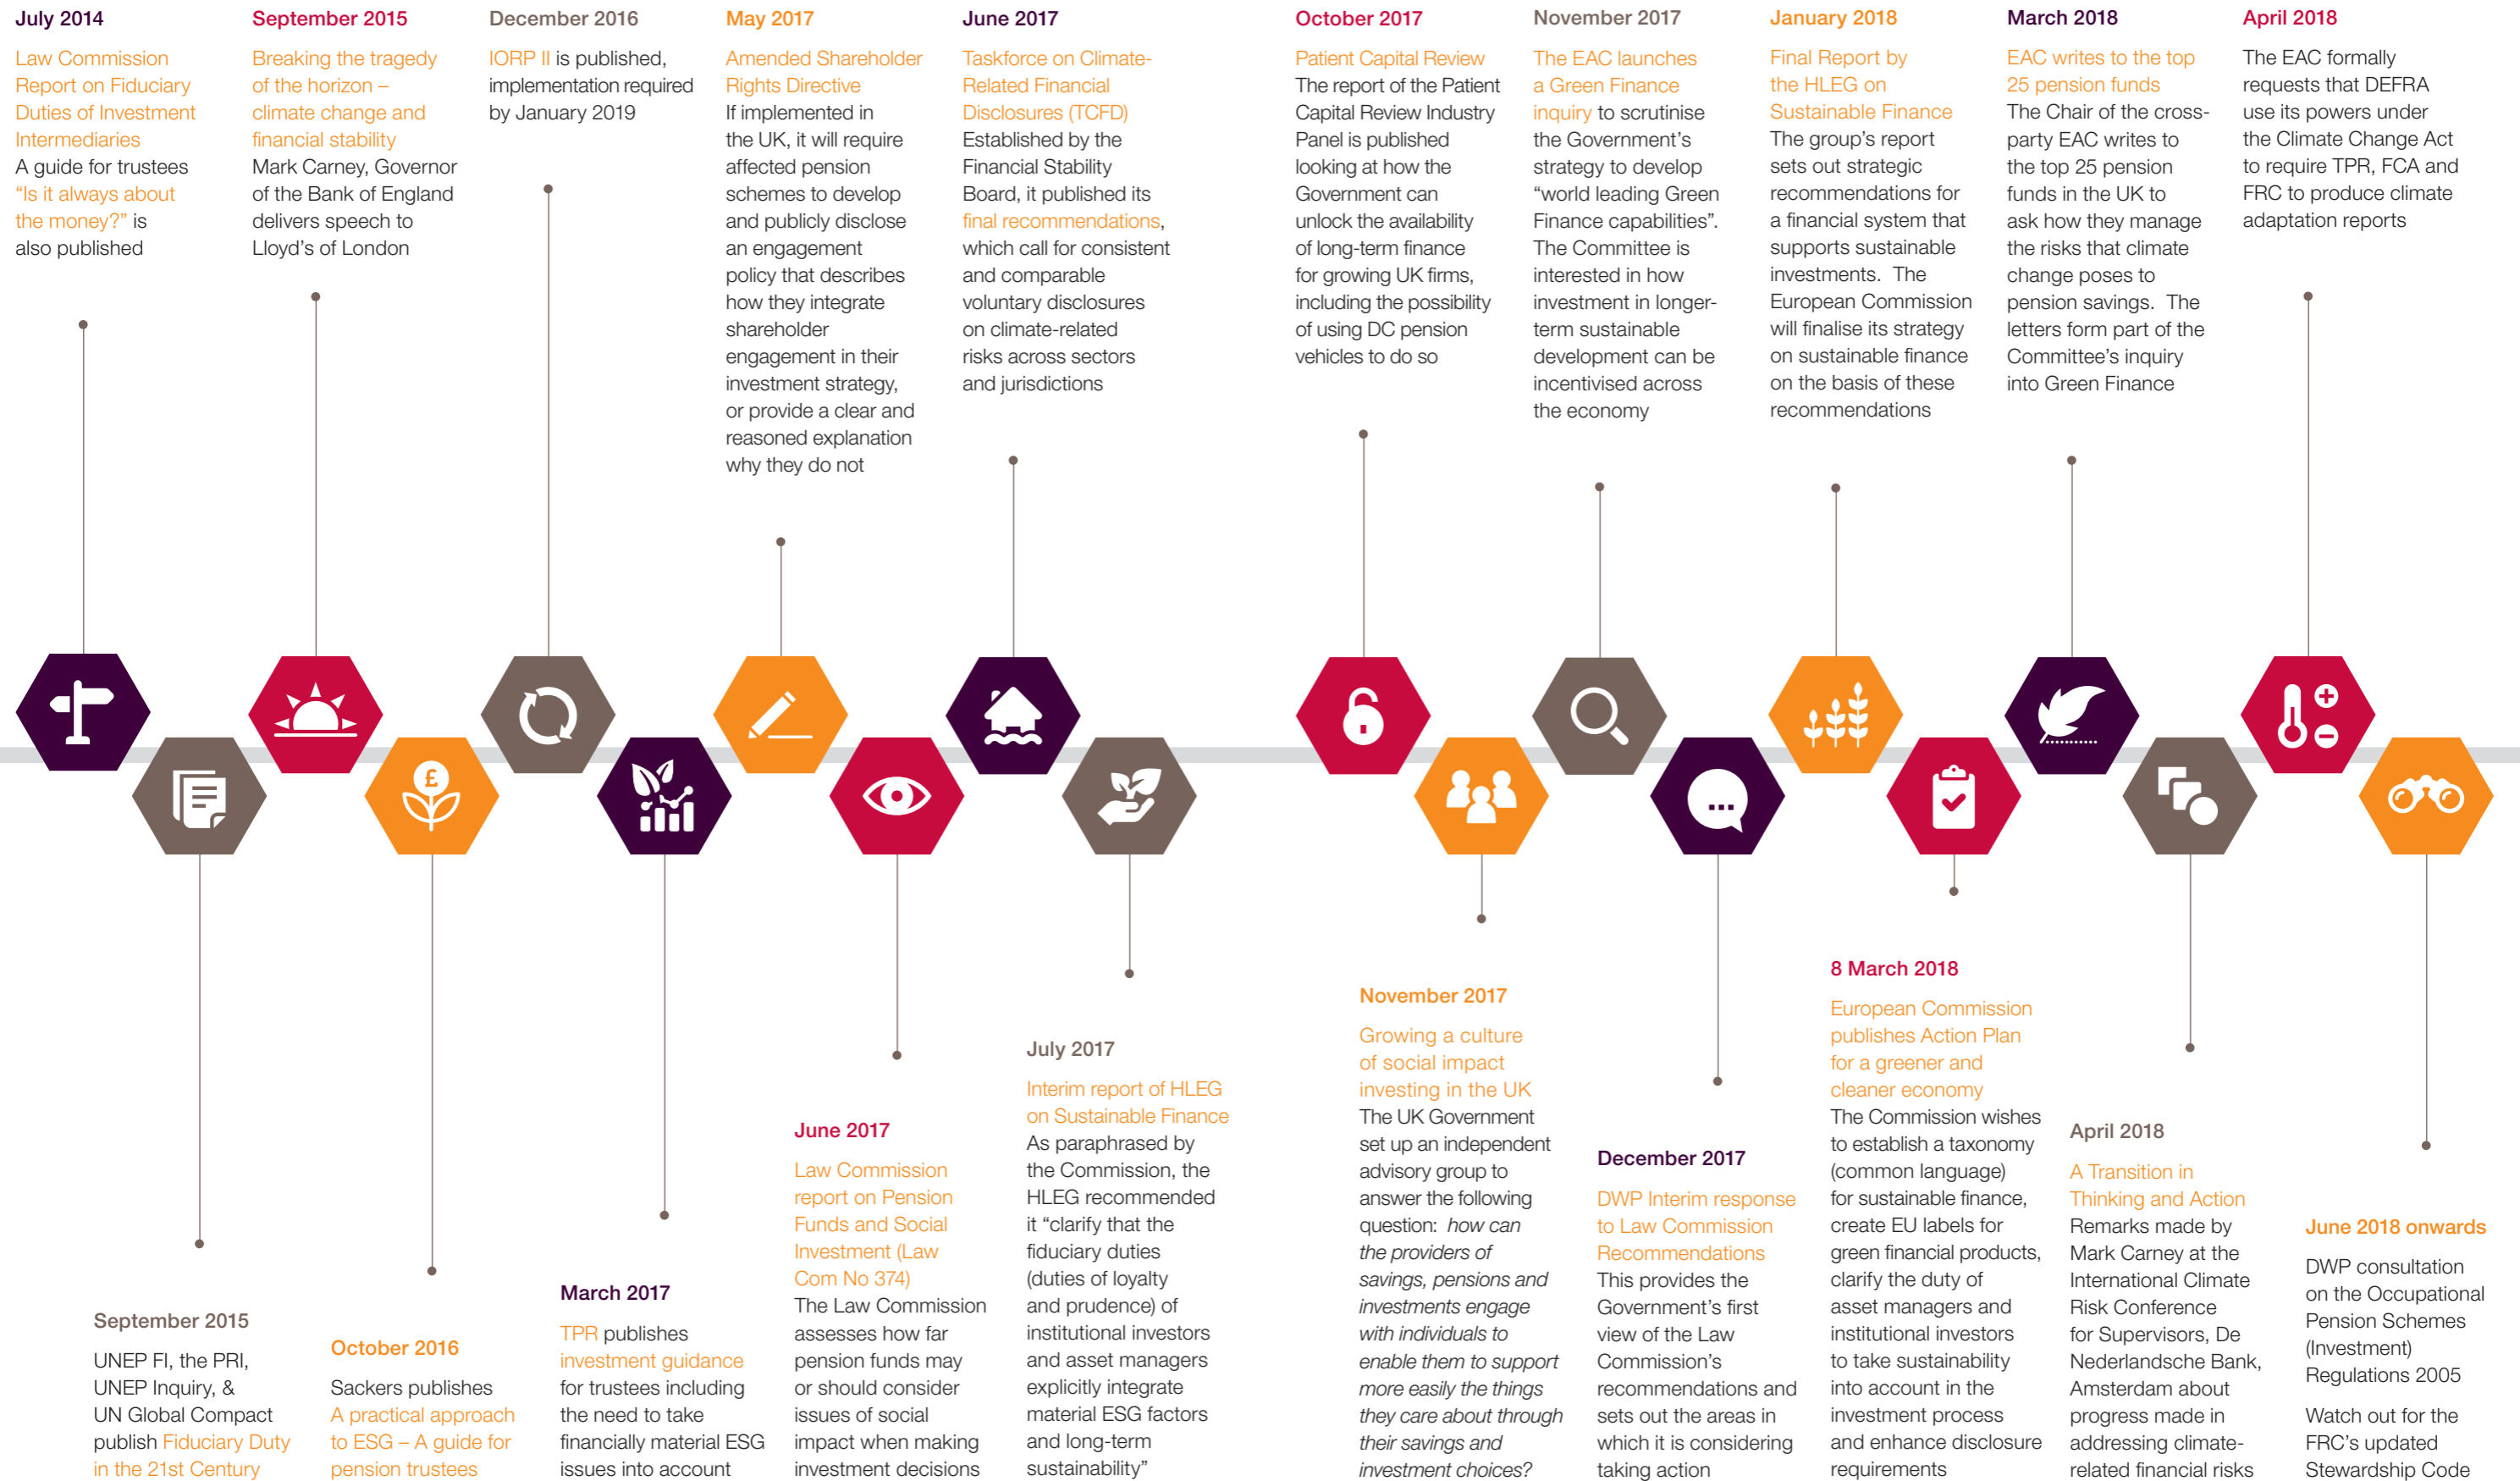 July 2014
Law Commission
Report on Fiduciary
Duties of Investment
Intermediaries
A guide for trustees
“Is it always about
the money?” is
also published
September 2015
Breaking the tragedy
of the horizon –
climate change and
financial stability
Mark Carney, Governor
of the Bank of England
delivers speech to
Lloyd’s of London
December 2016
IORP II is published,
implementation required
by January 2019
May 2017
Amended Shareholder
Rights Directive
If implemented in
the UK, it will require
affected pension
schemes to develop
and publicly disclose
an engagement
policy that describes
how they integrate
shareholder
engagement in their
investment strategy,
or provide a clear and
reasoned explanation
why they do not
June 2017
Taskforce on Climate-
Related Financial
Disclosures (TCFD)
Established by the
Financial Stability
Board, it published its
final recommendations,
which call for consistent
and comparable
voluntary disclosures
on climate-related
risks across sectors
and jurisdictions
October 2017
Patient Capital Review
The report of the Patient
Capital Review Industry
Panel is published
looking at how the
Government can
unlock the availability
of long-term finance
for growing UK firms,
including the possibility
of using DC pension
vehicles to do so
November 2017
The EAC launches
a Green Finance
inquiry to scrutinise
the Government’s
strategy to develop
“world leading Green
Finance capabilities”.
The Committee is
interested in how
investment in longer-
term sustainable
development can be
incentivised across
the economy
January 2018
Final Report by
the HLEG on
Sustainable Finance
The group’s report
sets out strategic
recommendations for
a financial system that
supports sustainable
investments. The
European Commission
will finalise its strategy
on sustainable finance
on the basis of these
recommendations
March 2018
EAC writes to the top
25 pension funds
The Chair of the cross-
party EAC writes to
the top 25 pension
funds in the UK to
ask how they manage
the risks that climate
change poses to
pension savings. The
letters form part of the
Committee’s inquiry
into Green Finance
April 2018
The EAC formally
requests that DEFRA
use its powers under
the Climate Change Act
to require TPR, FCA and
FRC to produce climate
adaptation reports
£
September 2015
UNEP FI, the PRI,
UNEP Inquiry, &
UN Global Compact
publish Fiduciary Duty
in the 21st Century
October 2016
Sackers publishes
A practical approach
to ESG – A guide for
pension trustees
March 2017
TPR publishes
investment guidance
for trustees including
the need to take
financially material ESG
issues into account
June 2017
Law Commission
report on Pension
Funds and Social
Investment (Law
Com No 374)
The Law Commission
assesses how far
pension funds may
or should consider
issues of social
impact when making
investment decisions
July 2017
Interim report of HLEG
on Sustainable Finance
As paraphrased by
the Commission, the
HLEG recommended
it “clarify that the
fiduciary duties
(duties of loyalty
and prudence) of
institutional investors
and asset managers
explicitly integrate
material ESG factors
and long-term
sustainability”
November 2017
Growing a culture
of social impact
investing in the UK
The UK Government
set up an independent
advisory group to
answer the following
question: how can
the providers of
savings, pensions and
investments engage
with individuals to
enable them to support
more easily the things
they care about through
their savings and
investment choices?
December 2017
DWP Interim response
to Law Commission
Recommendations
This provides the
Government’s first
view of the Law
Commission’s
recommendations and
sets out the areas in
which it is considering
taking action
8 March 2018
European Commission
publishes Action Plan
for a greener and
cleaner economy
The Commission wishes
to establish a taxonomy
(common language)
for sustainable finance,
create EU labels for
green financial products,
clarify the duty of
asset managers and
institutional investors
to take sustainability
into account in the
investment process
and enhance disclosure
requirements
April 2018
A Transition in
Thinking and Action
Remarks made by
Mark Carney at the
International Climate
Risk Conference
for Supervisors, De
Nederlandsche Bank,
Amsterdam about
progress made in
addressing climate-
related financial risks
June 2018 onwards
DWP consultation
on the Occupational
Pension Schemes
(Investment)
Regulations 2005
Watch out for the
FRC’s updated
Stewardship Code